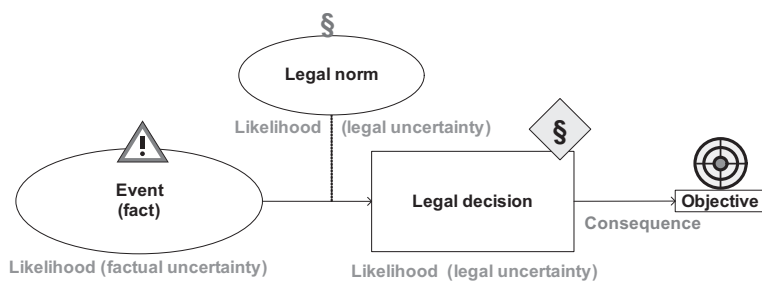 §
Legal norm
Likelihood (legal uncertainty)
§
!
Event
(fact)
Legal decision
Objective
Consequence
Likelihood (factual uncertainty)
Likelihood (legal uncertainty)